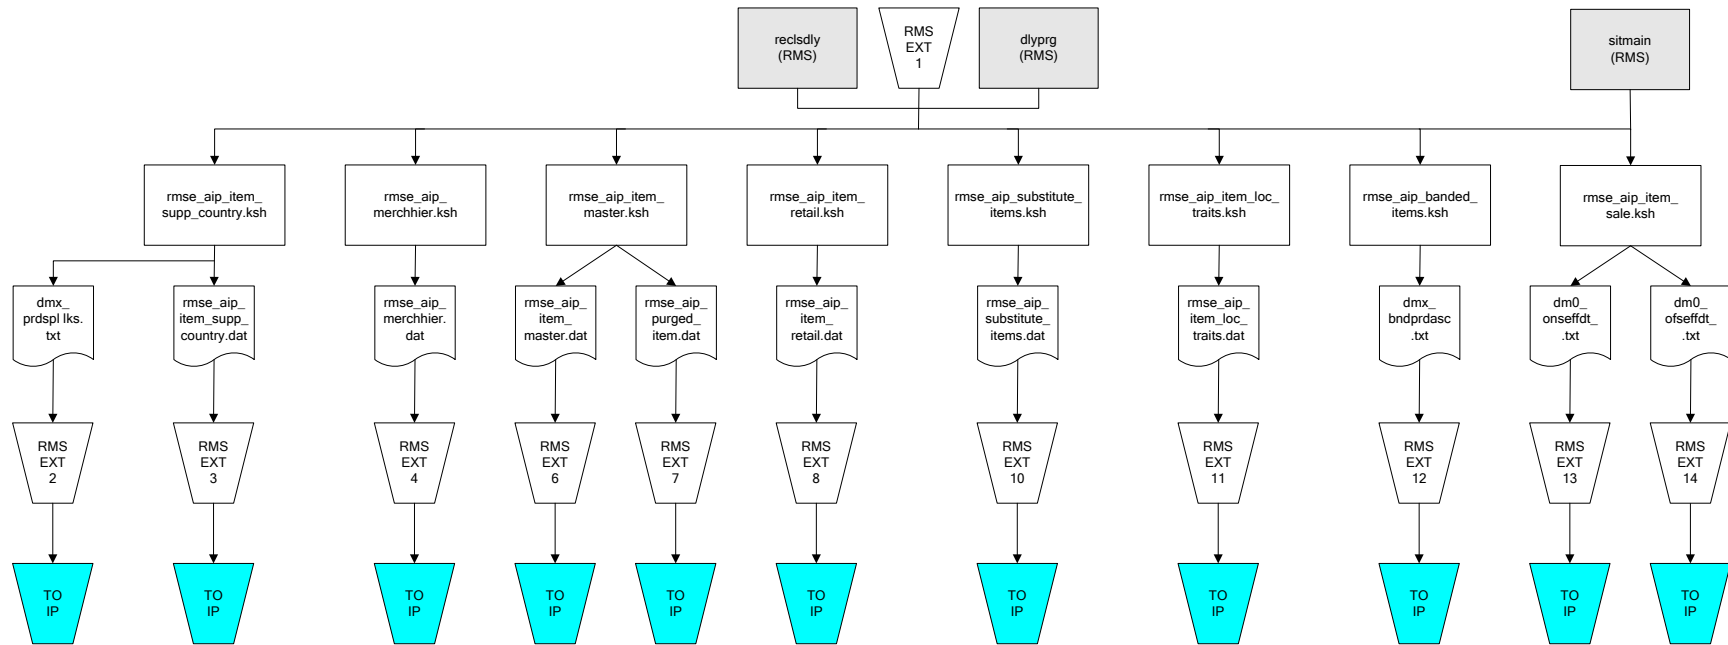 reclsdly
(RMS)
RMS
EXT
1
dlyprg
(RMS)
sitmain
(RMS)
rmse_aip_item_
supp_country.ksh
rmse_aip_
merchhier.ksh
rmse_aip_item_
master.ksh
rmse_aip_item_
retail.ksh
rmse_aip_substitute_
items.ksh
rmse_aip_item_loc_
traits.ksh
rmse_aip_banded_
items.ksh
rmse_aip_item_
sale.ksh
dmx_
prdspl lks.
txt
rmse_aip_
item_supp_
country.dat
rmse_aip_
merchhier.
dat
rmse_aip_
item_
master.dat
rmse_aip_
purged_
item.dat
rmse_aip_
item_
retail.dat
rmse_aip_
substitute_
items.dat
rmse_aip_
item_loc_
traits.dat
dmx_
bndprdasc
.txt
dm0_
onseffdt_
.txt
dm0_
ofseffdt_
.txt
RMS
EXT
2
RMS
EXT
3
RMS
EXT
4
RMS
EXT
6
RMS
EXT
7
RMS
EXT
8
RMS
EXT
10
RMS
EXT
11
RMS
EXT
12
RMS
EXT
13
RMS
EXT
14
TO
IP
TO
IP
TO
IP
TO
IP
TO
IP
TO
IP
TO
IP
TO
IP
TO
IP
TO
IP
TO
IP